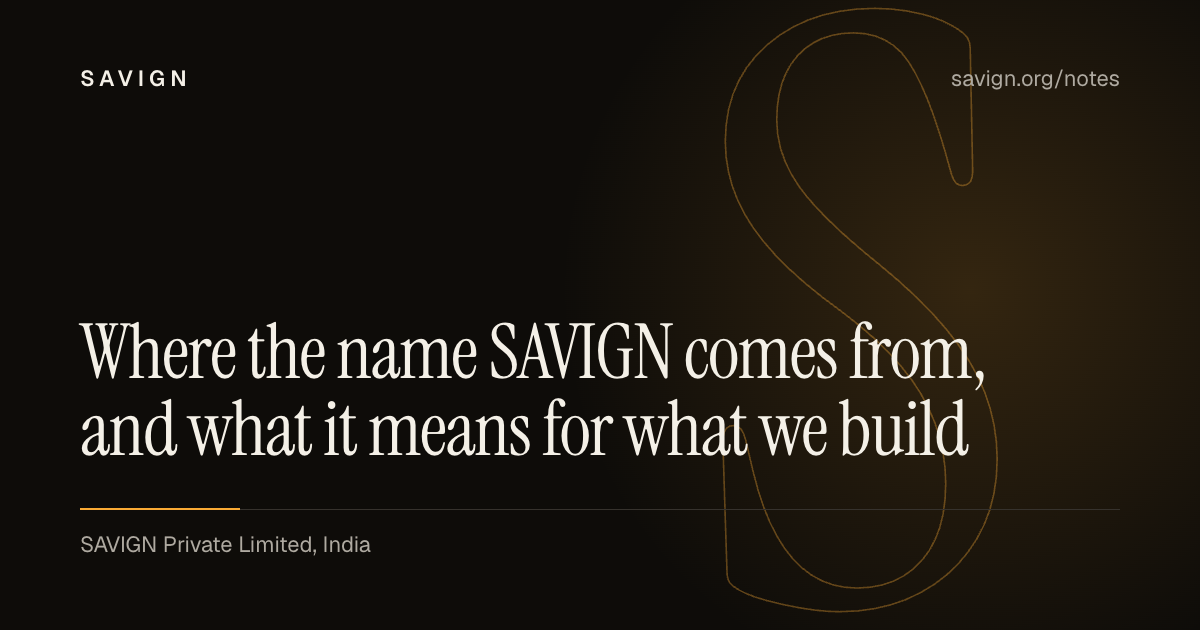 SAVIGN
savign.org/notes
Where the name SAVIGN comes from,
and what it means for what we build
SAVIGN Private Limited, India